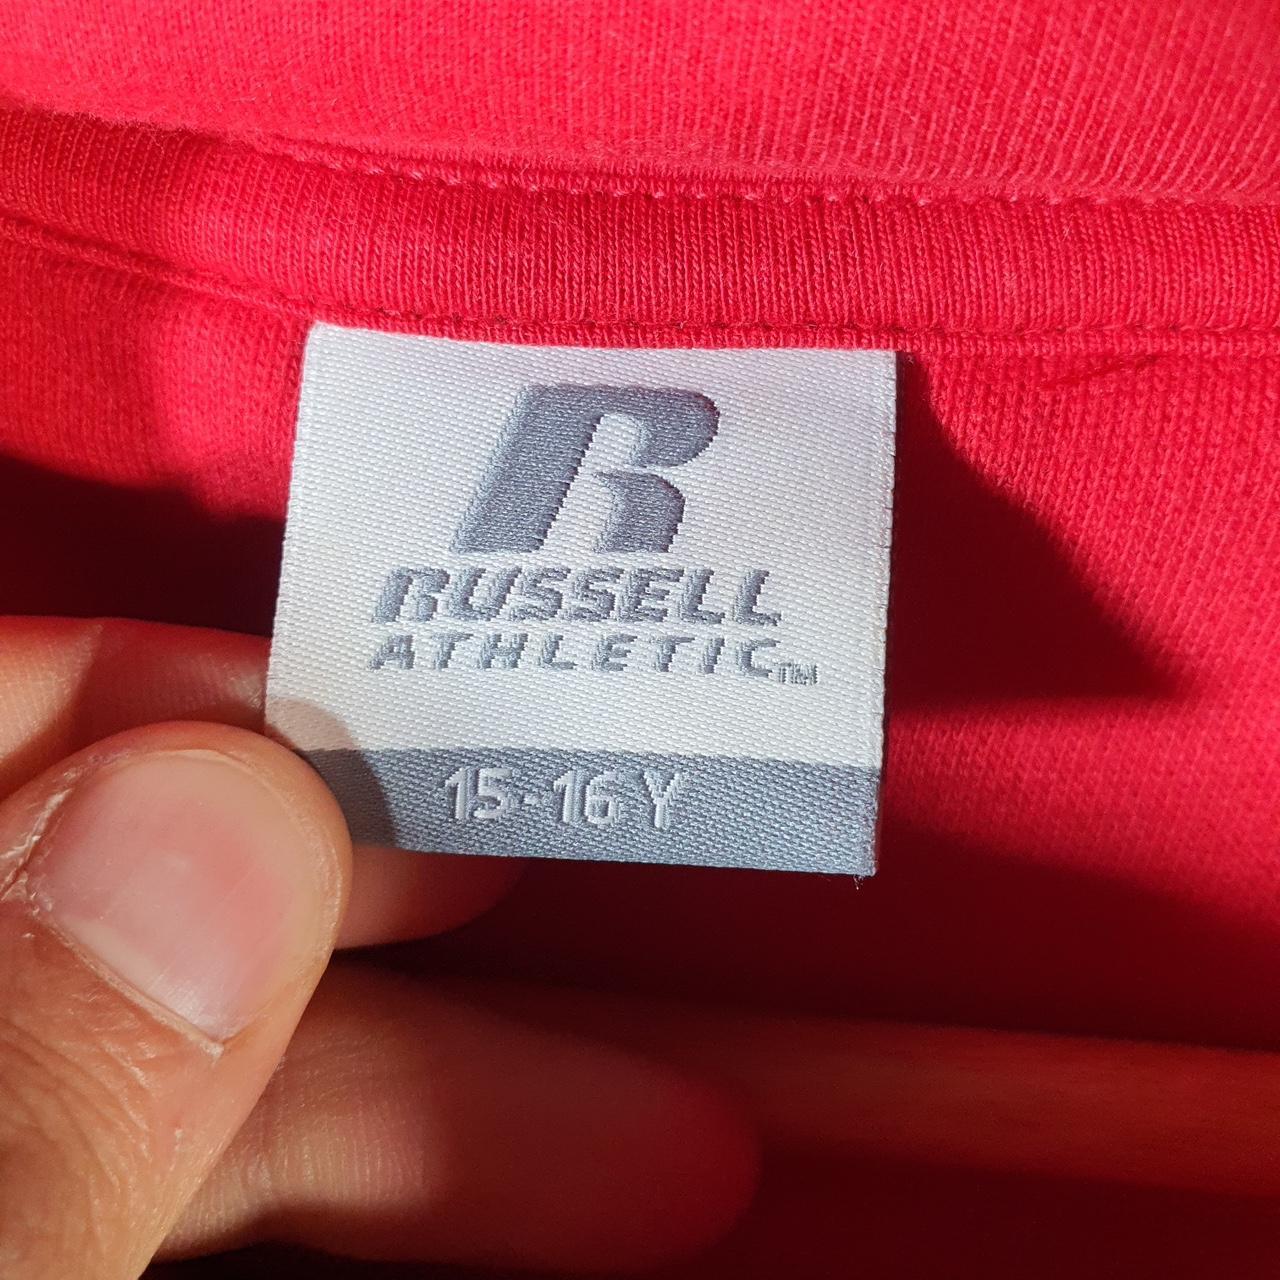 R
RUSSELL
ATHLETIC™
15-16 Y